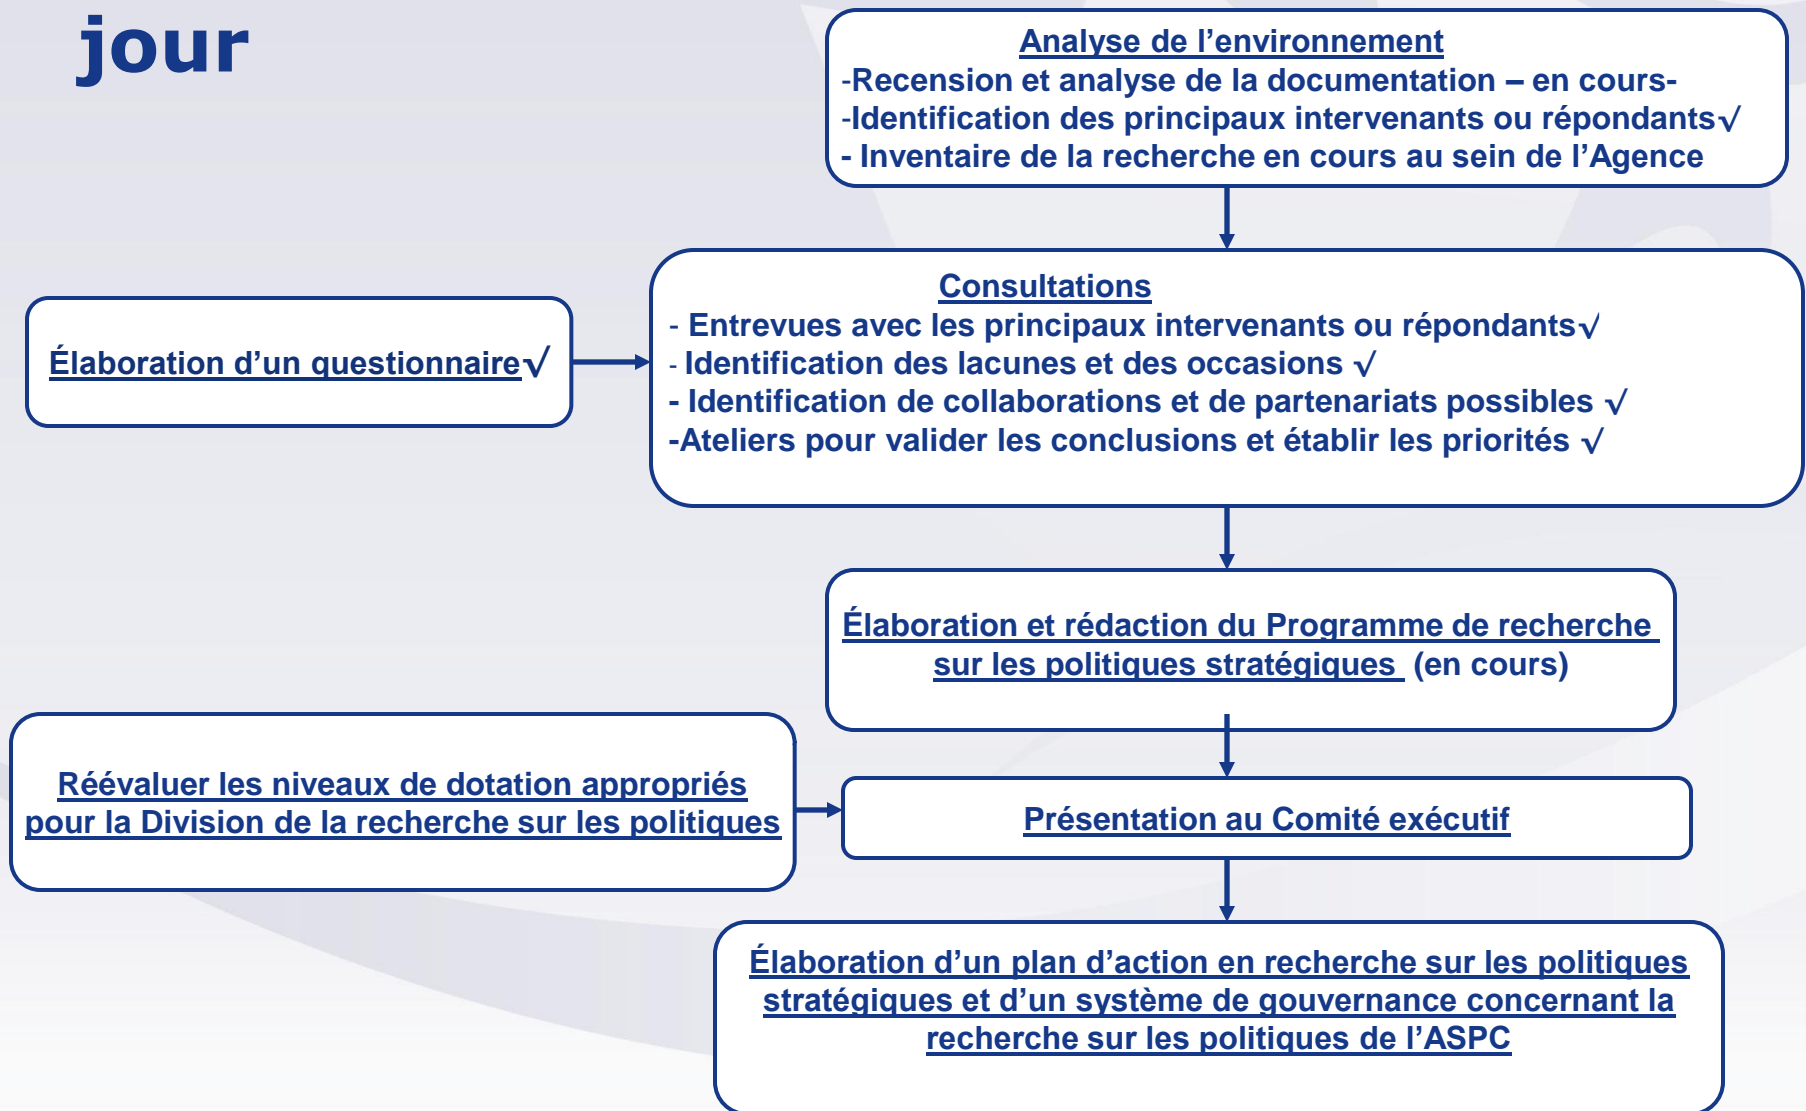 jour
Analyse de l’environnement
-Recension et analyse de la documentation – en cours-
-Identification des principaux intervenants ou répondants√
- Inventaire de la recherche en cours au sein de l’Agence
Élaboration d’un questionnaire√
Consultations
- Entrevues avec les principaux intervenants ou répondants√
- Identification des lacunes et des occasions √
- Identification de collaborations et de partenariats possibles √
-Ateliers pour valider les conclusions et établir les priorités √
Élaboration et rédaction du Programme de recherche
sur les politiques stratégiques (en cours)
Réévaluer les niveaux de dotation appropriés
pour la Division de la recherche sur les politiques
Présentation au Comité exécutif
Élaboration d’un plan d’action en recherche sur les politiques
stratégiques et d’un système de gouvernance concernant la
recherche sur les politiques de l’ASPC